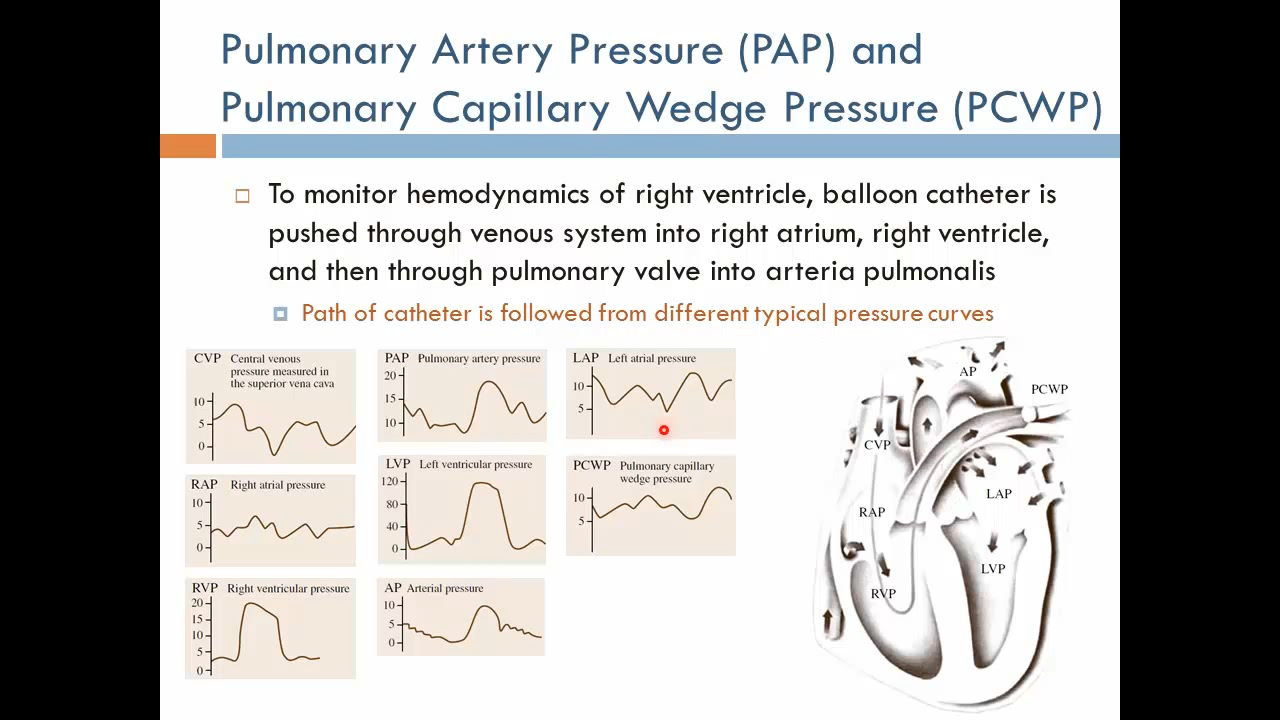 Pulmonary Artery Pressure (PAP) and
Pulmonary Capillary Wedge Pressure (PCWP)
To monitor hemodynamics of right ventricle, balloon catheter is
pushed through venous system into right atrium, right ventricle,
and then through pulmonary valve into arteria pulmonalis
Path of catheter is followed from different typical pressure curves
CVP Central venous
pressure measured in
the superior vena cava
10
5
0
RAP Right atrial pressure
10
5
0
RVP Right ventricular pressure
20
15
10
5
0
PAP Pulmonary artery pressure
20
15
10
LVP Left ventricular pressure
120
80
40
0
AP Arterial pressure
10
5
0
LAP Left atrial pressure
10
5
PCWP Pulmonary capillary
wedge pressure
10
5
AP
PCWP
CVP
LAP
RAP
LVP
RVP